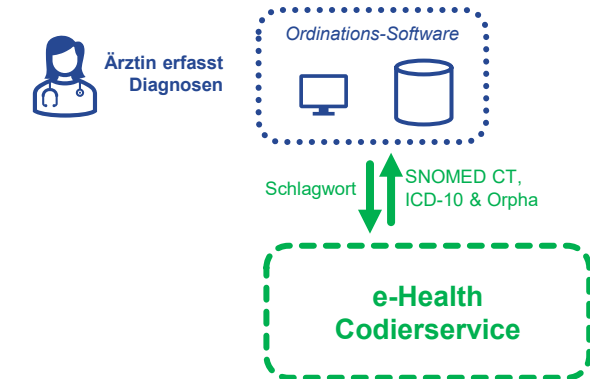 Ordinations-Software
Ärztin erfasst
Diagnosen
Schlagwort
SNOMED CT,
ICD-10 & Orpha
e-Health
Codierservice